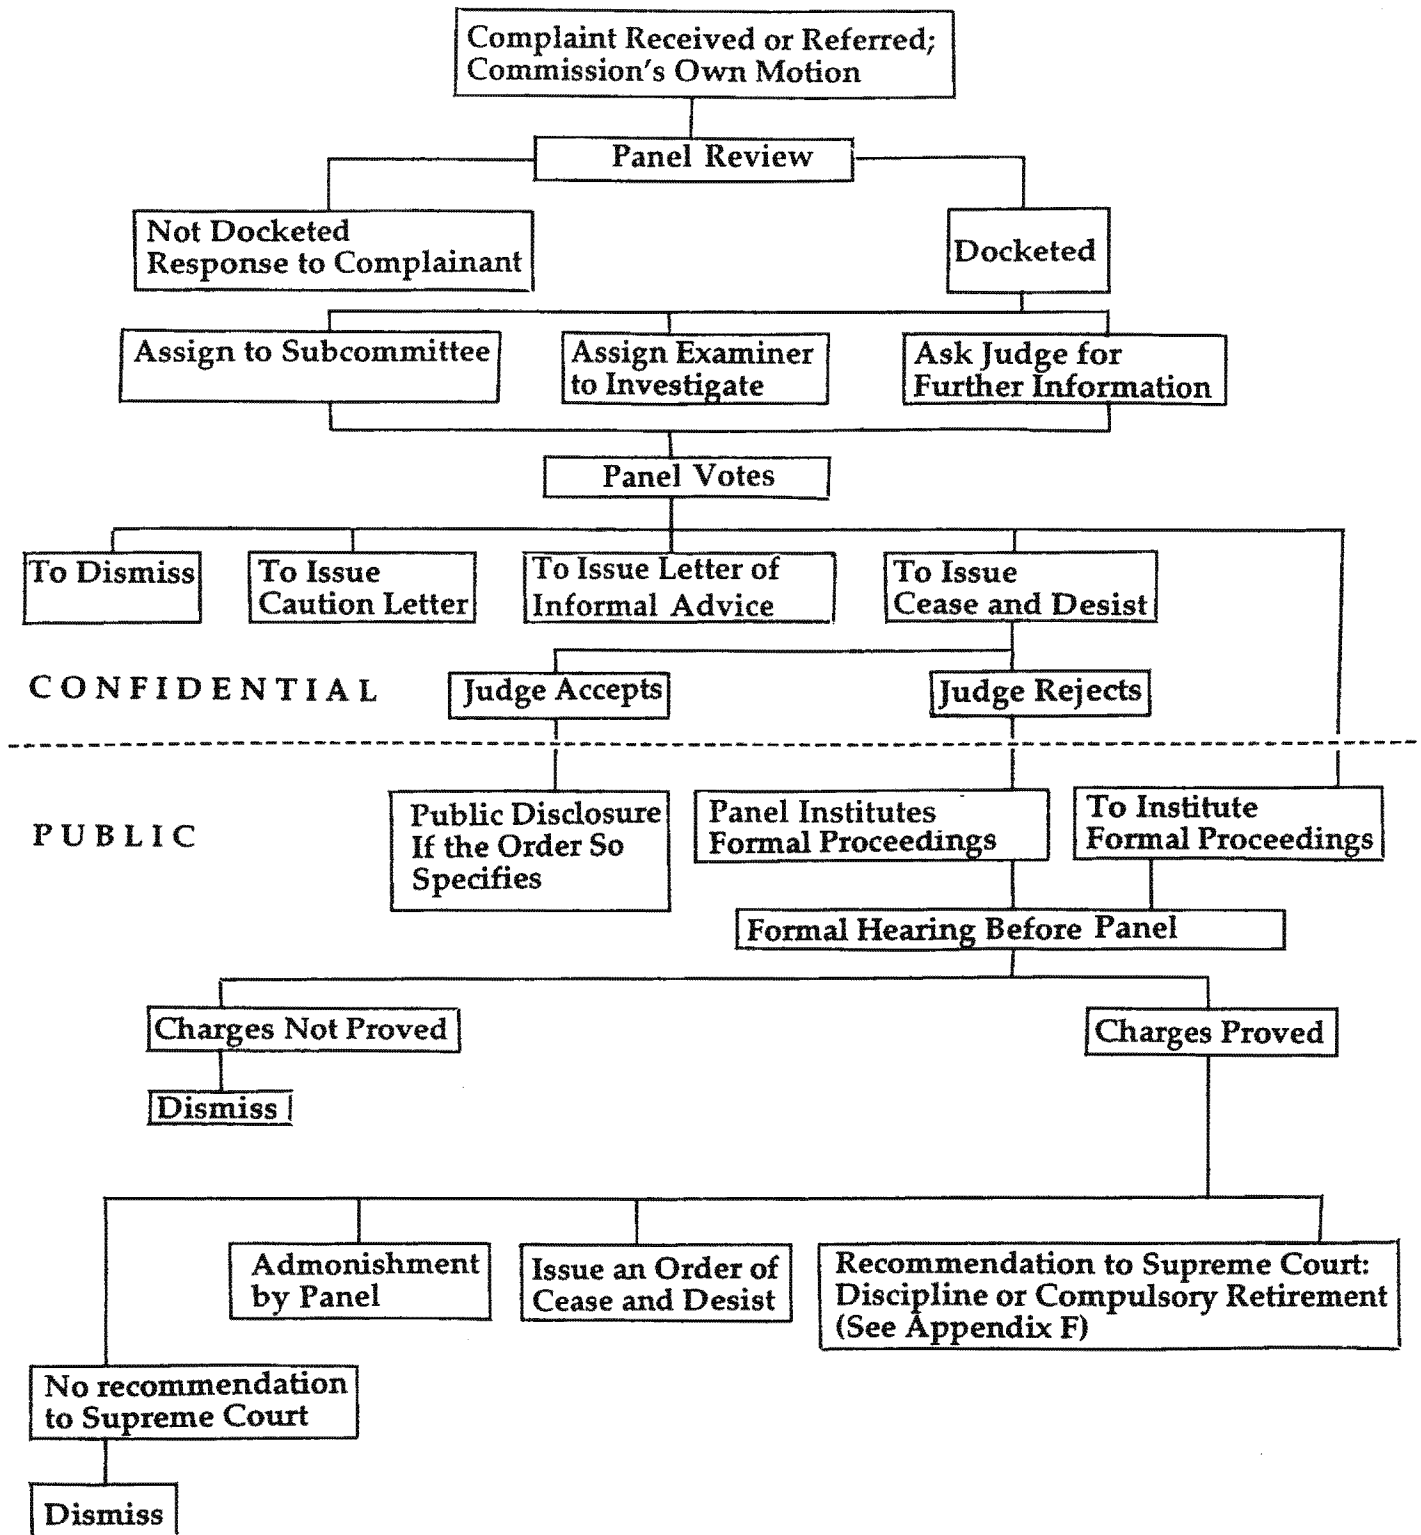 Complaint Received or Referred;
Commission's Own Motion
Panel Review
Not Docketed
Response to Complainant
Docketed
Assign to Subcommittee
Assign Examiner
to Investigate
Ask Judge for
Further Information
Panel Votes
To Dismiss
To Issue
Caution Letter
To Issue Letter of
Informal Advice
To Issue
Cease and Desist
CONFIDENTIAL
Judge Accepts
Judge Rejects
PUBLIC
Public Disclosure
If the Order So
Specifies
Panel Institutes
Formal Proceedings
To Institute
Formal Proceedings
Formal Hearing Before Panel
Charges Not Proved
Charges Proved
Dismiss
Admonishment
by Panel
Issue an Order of
Cease and Desist
Recommendation to Supreme Court:
Discipline or Compulsory Retirement
(See Appendix F)
No recommendation
to Supreme Court
Dismiss